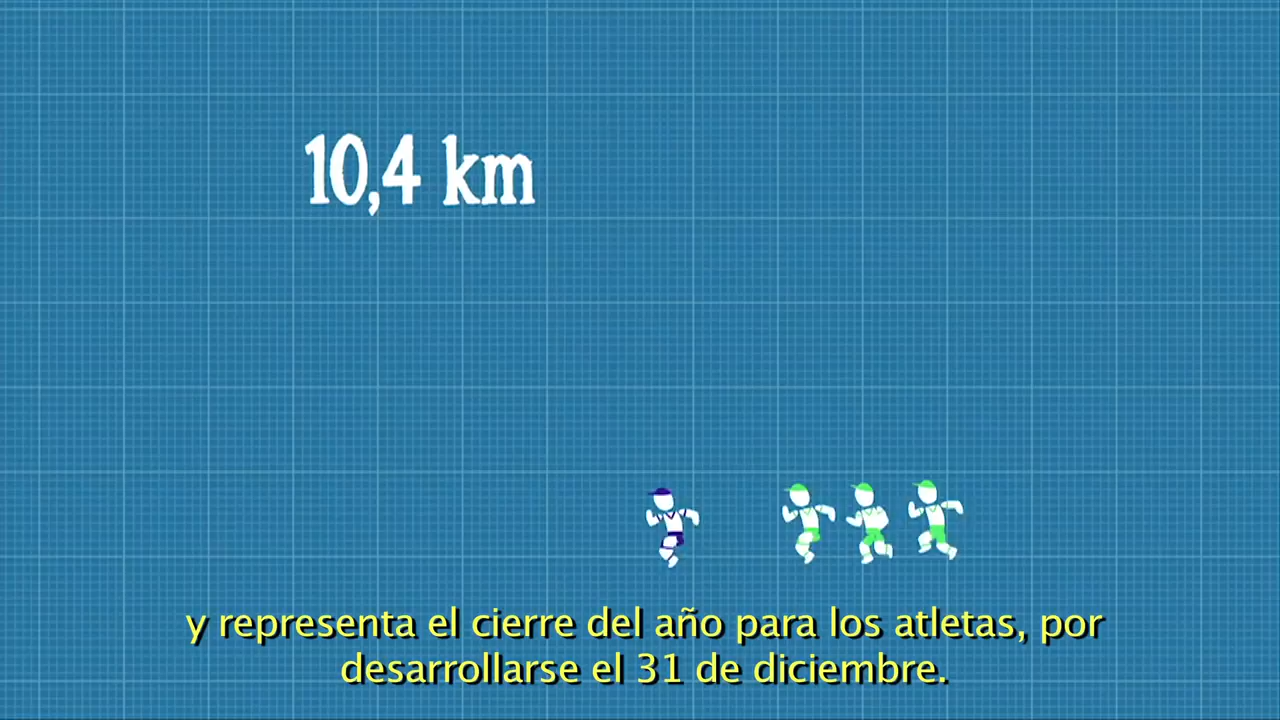 10,4 km
y representa el cierre del año para los atletas, por
desarrollarse el 31 de diciembre.